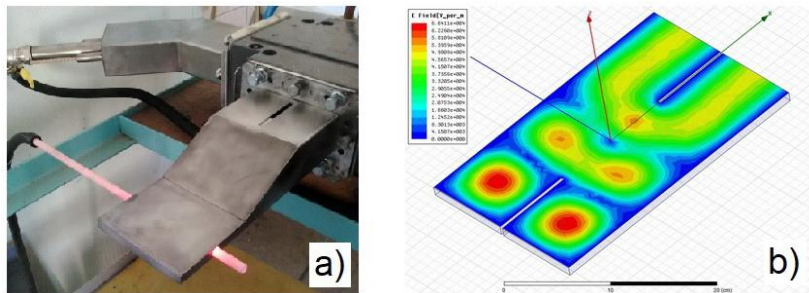 E Field[V_per_m
6.6411e+004
6.2260e+004
5.8109e+004
5.3959e+004
4.9808e+004
4.5657e+004
4.1507e+004
3.7356e+004
3.3205e+004
2.9055e+004
2.4904e+004
2.0753e+004
1.6603e+004
1.2452e+004
8.3013e+003
4.1507e+003
0.0000e+000
a)
0 10 20 (cm)
b)